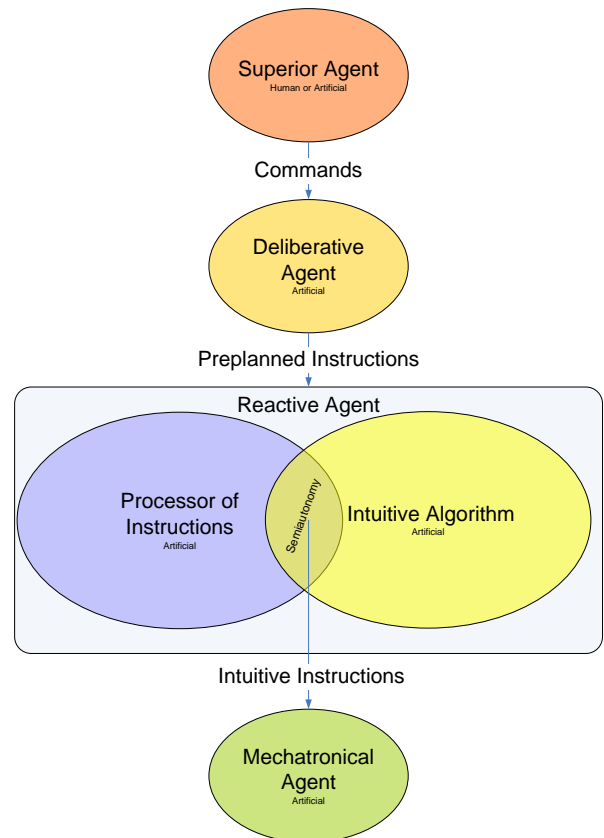 Superior Agent
Human or Artificial
Commands
Deliberative
Agent
Artificial
Preplanned Instructions
Reactive Agent
Processor of
Instructions
Artificial
Semiautonomy
Intuitive Algorithm
Artificial
Intuitive Instructions
Mechatronical
Agent
Artificial